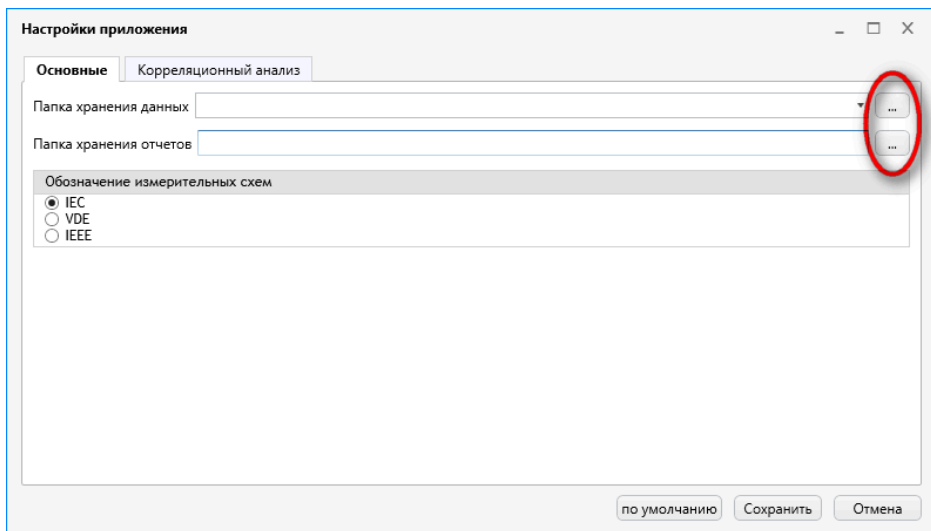 Настройки приложения
Основные Корреляционный анализ
Папка хранения данных ...
Папка хранения отчетов ...
Обозначение измерительных схем
IEC
VDE
IEEE
по умолчанию Сохранить Отмена